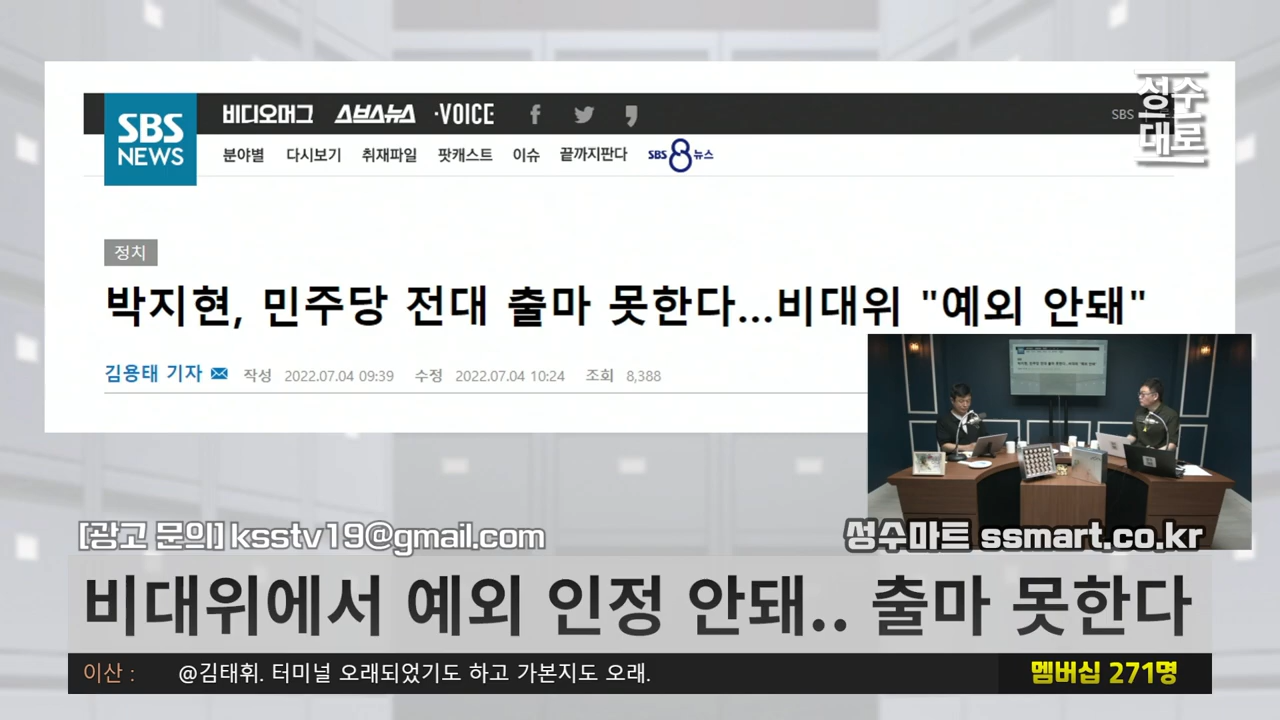 비디오머그 스브스뉴스 ·VOICE
SBS
성수대로
SBS NEWS
분야별 다시보기 취재파일 팟캐스트 이슈 끝까지판다 SBS 8 뉴스
정치
박지현, 민주당 전대 출마 못한다...비대위 "예외 안돼"
김용태 기자 작성 2022.07.04 09:39 수정 2022.07.04 10:24 조회 8,388
[광고 문의] ksstv19@gmail.com
성수마트 ssmart.co.kr
비대위에서 예외 인정 안돼.. 출마 못한다
이산 : @김태휘. 터미널 오래되었기도 하고 가본지도 오래.
멤버십 271명